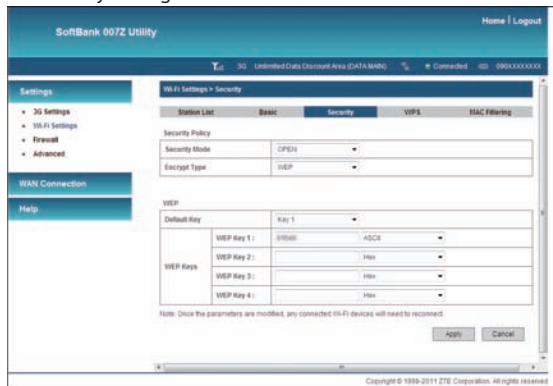 SoftBank 007Z Utility
Home | Logout
3G Unlimited Data Discount Area (DATA MAIN) Connected 090XXXXXXXX
Settings
3G Settings
Wi-Fi Settings
Firewall
Advanced
WAN Connection
Help
Wi-Fi Settings > Security
Station List Basic Security WPS MAC Filtering
Security Policy
Security Mode OPEN
Encrypt Type WEP
WEP
Default Key Key 1
WEP Keys
WEP Key 1 : ASCII
WEP Key 2 : Hex
WEP Key 3 : Hex
WEP Key 4 : Hex
Note: Once the parameters are modified, any connected Wi-Fi devices will need to reconnect.
Apply Cancel
Copyright © 1998-2011 ZTE Corporation. All rights reserved